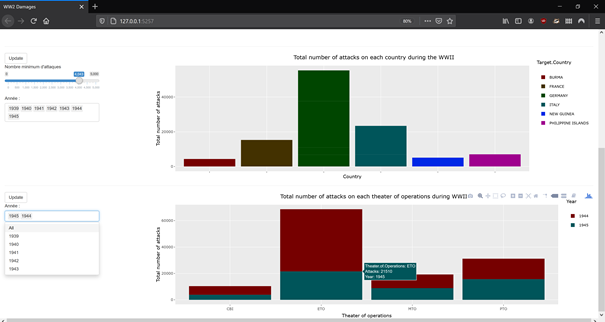 WW2 Damages
127.0.0.1:5257
80%
Update
Nombre minimum d'attaques
0
5 000
Année :
1939 1940 1941 1942 1943 1944
1945
Total number of attacks on each country during the WWII
Total number of attacks
40000
20000
0
Country
Target.Country
BURMA
FRANCE
GERMANY
ITALY
NEW GUINEA
PHILIPPINE ISLANDS
Update
Année :
1945 1944
All
1939
1940
1941
1942
1943
Total number of attacks on each theater of operations during WWII
Total number of attacks
60000
40000
20000
0
CBI
ETO
MTO
PTO
Theater of operations
Theater.of.Operations: ETO
Attacks: 21510
Year: 1945
Year
1944
1945